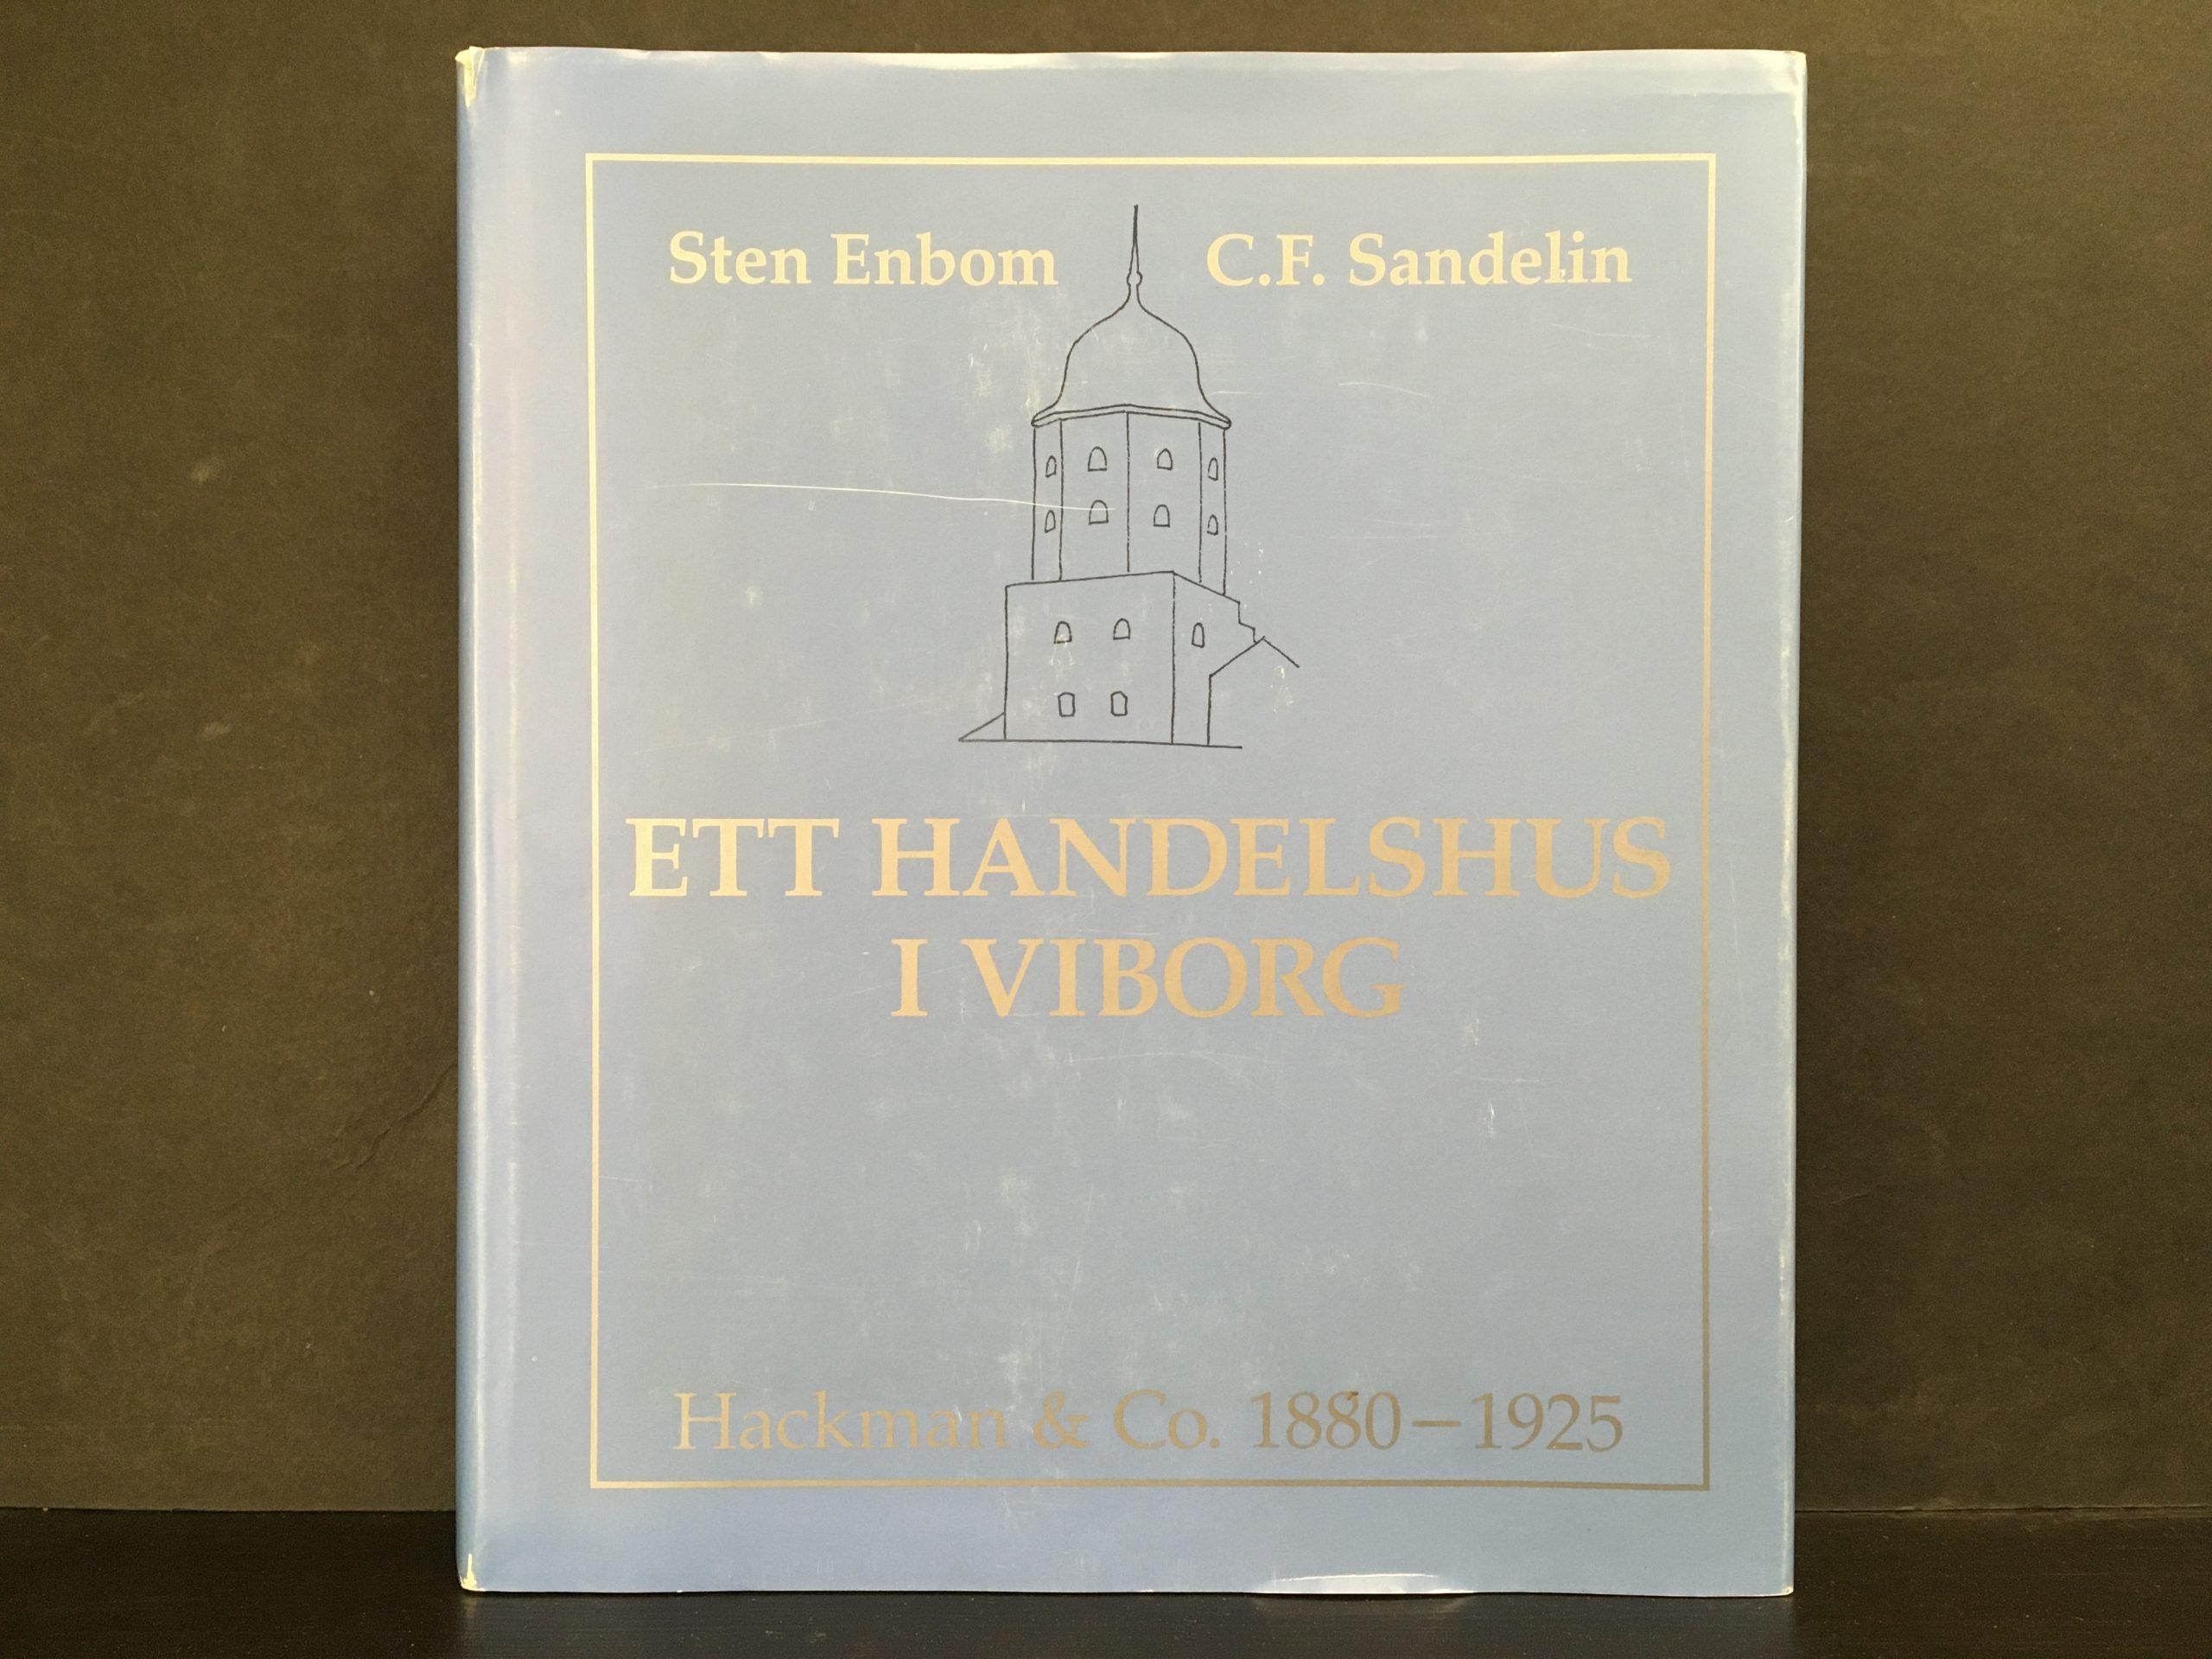 Sten Enbom C.F. Sandelin
ETT HANDELSHUS
I VIBORG
Hackman & Co. 1880–1925